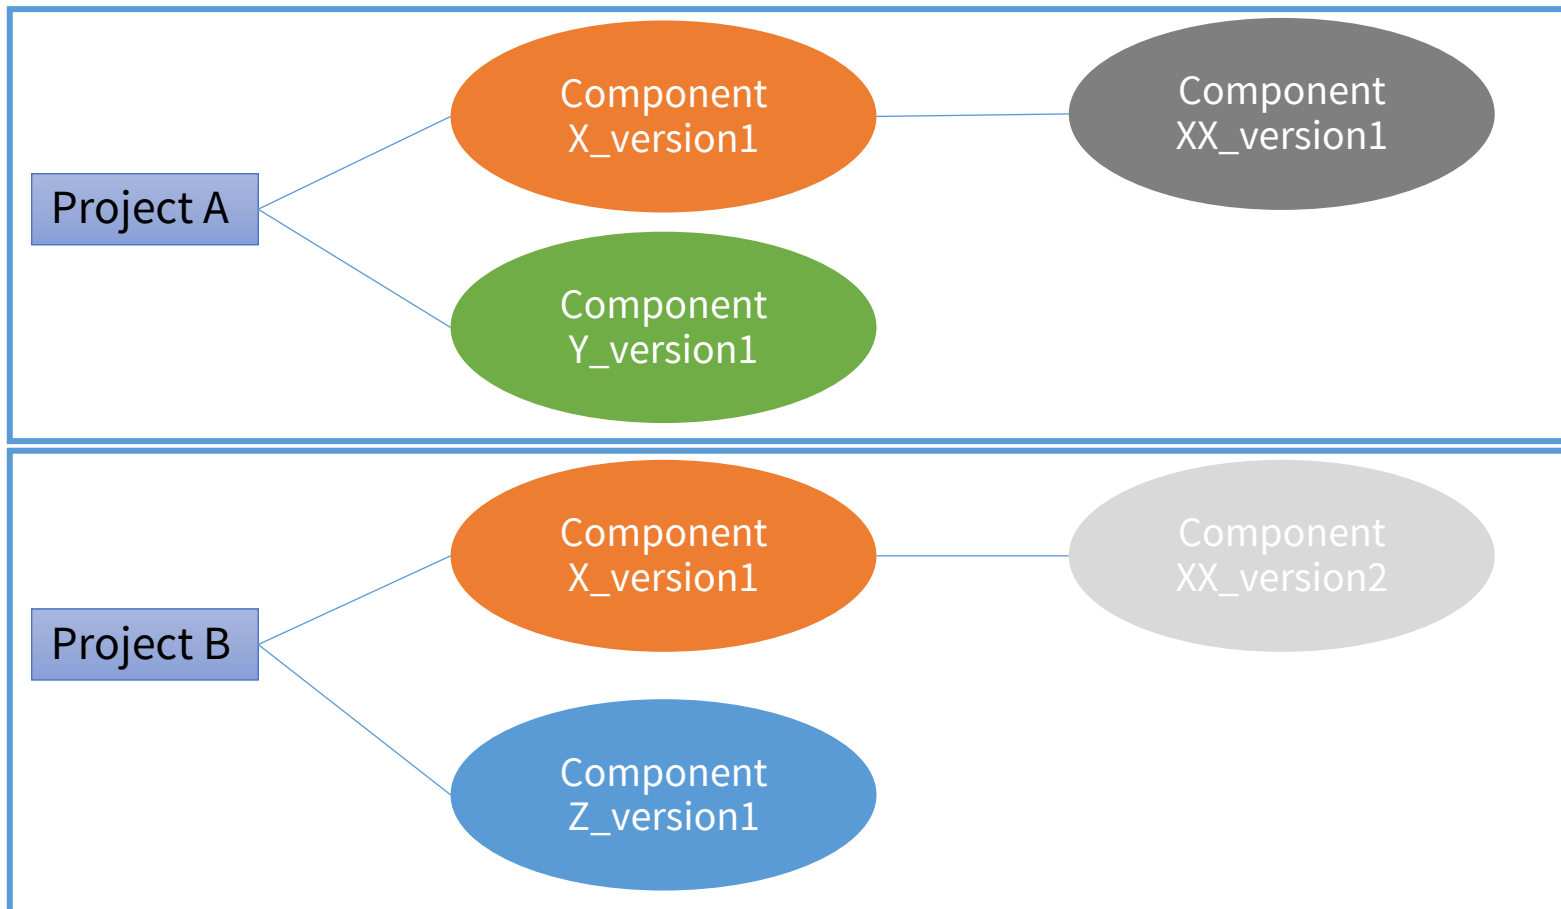 Component
X_version1
Component
XX_version1
Project A
Component
Y_version1
Component
X_version1
Component
XX_version2
Project B
Component
Z_version1